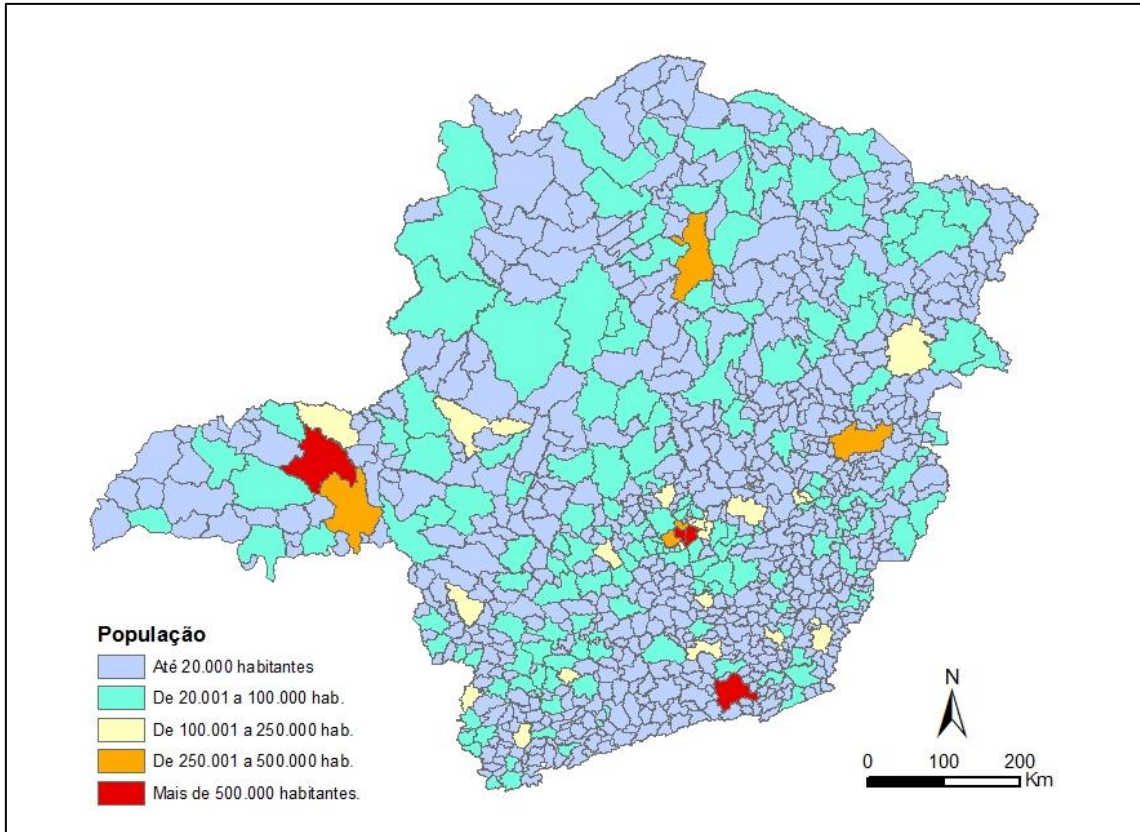 População
Até 20.000 habitantes
De 20.001 a 100.000 hab.
De 100.001 a 250.000 hab.
De 250.001 a 500.000 hab.
Mais de 500.000 habitantes.
N
0 100 200
Km